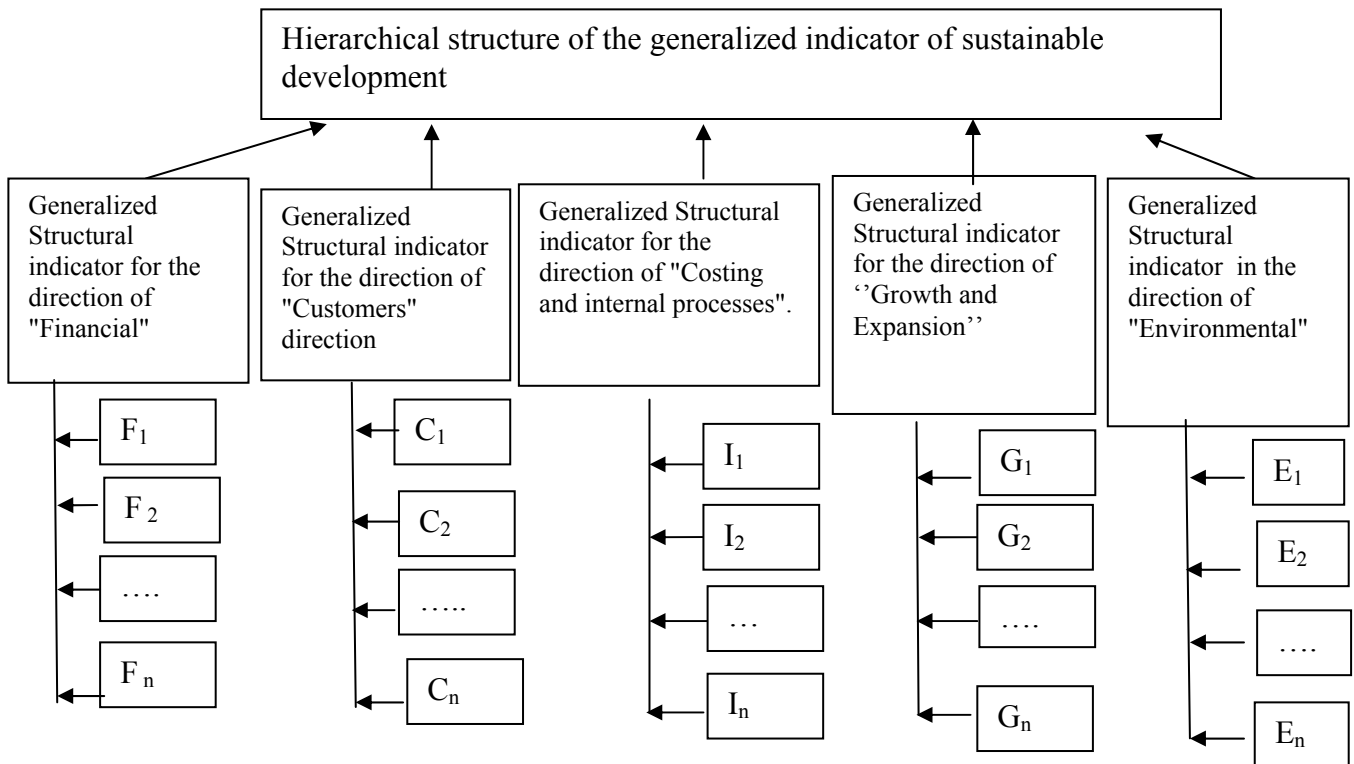 Hierarchical structure of the generalized indicator of sustainable
development
Generalized
Structural
indicator for the
direction of
"Financial"
Generalized
Structural indicator
for the direction of
"Customers"
direction
Generalized Structural
indicator for the
direction of "Costing
and internal processes".
Generalized
Structural indicator
for the direction of
‘’Growth and
Expansion’’
Generalized
Structural
indicator in the
direction of
"Environmental"
F1
F 2
….
F n
C1
C2
…..
Cn
I1
I2
…
In
G1
G2
….
Gn
E1
E2
….
En